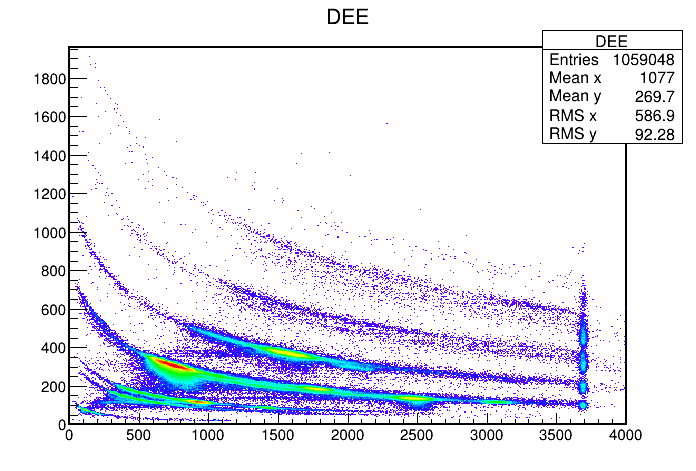 DEE
DEE
Entries 1059048
Mean x 1077
Mean y 269.7
RMS x 586.9
RMS y 92.28
1800
1600
1400
1200
1000
800
600
400
200
0
0 500 1000 1500 2000 2500 3000 3500 4000